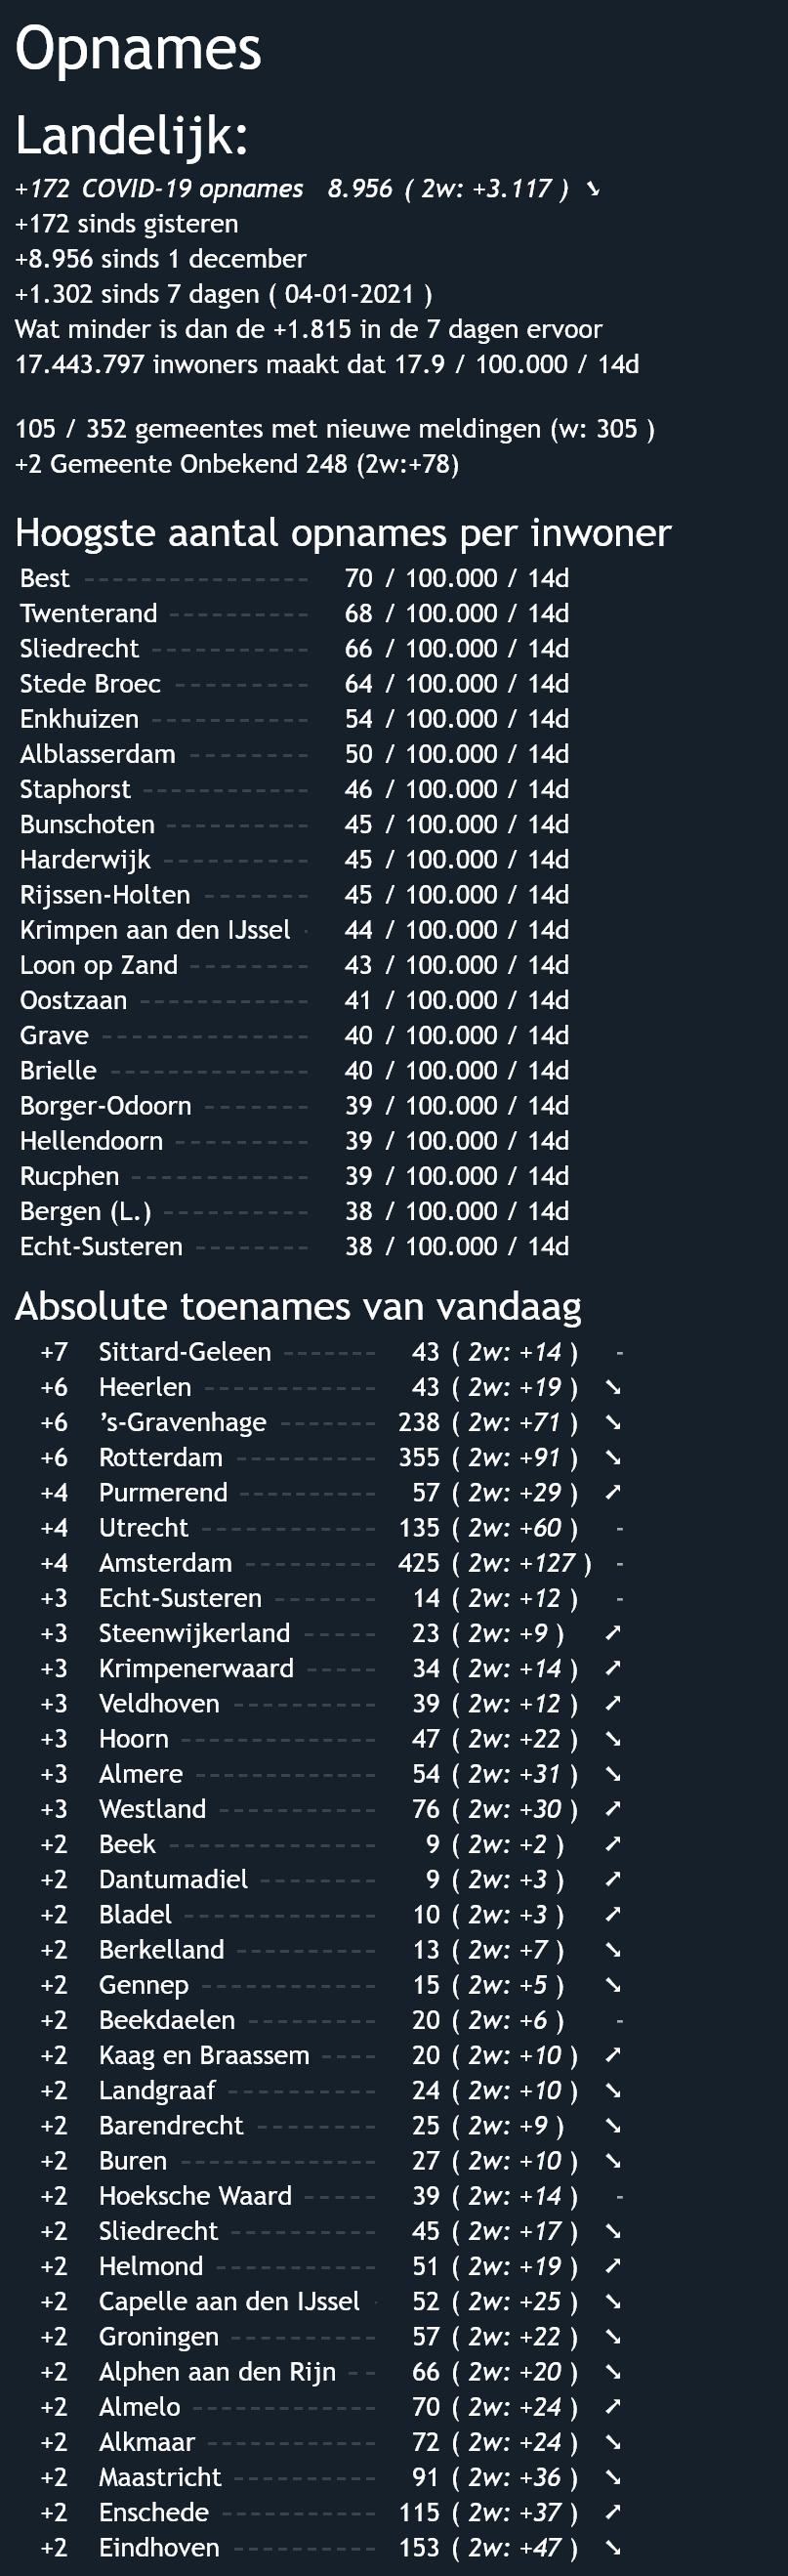 Opnames
Landelijk:
+172 COVID-19 opnames 8.956 ( 2w: +3.117 ) ➘
+172 sinds gisteren
+8.956 sinds 1 december
+1.302 sinds 7 dagen ( 04-01-2021 )
Wat minder is dan de +1.815 in de 7 dagen ervoor
17.443.797 inwoners maakt dat 17.9 / 100.000 / 14d
105 / 352 gemeentes met nieuwe meldingen (w: 305 )
+2 Gemeente Onbekend 248 (2w:+78)
Hoogste aantal opnames per inwoner
Best ---------------- 70 / 100.000 / 14d
Twenterand ---------- 68 / 100.000 / 14d
Sliedrecht ----------- 66 / 100.000 / 14d
Stede Broec ---------- 64 / 100.000 / 14d
Enkhuizen ----------- 54 / 100.000 / 14d
Alblasserdam -------- 50 / 100.000 / 14d
Staphorst ------------ 46 / 100.000 / 14d
Bunschoten ---------- 45 / 100.000 / 14d
Harderwijk ---------- 45 / 100.000 / 14d
Rijssen-Holten ------- 45 / 100.000 / 14d
Krimpen aan den IJssel - 44 / 100.000 / 14d
Loon op Zand -------- 43 / 100.000 / 14d
Oostzaan ------------ 41 / 100.000 / 14d
Grave --------------- 40 / 100.000 / 14d
Brielle -------------- 40 / 100.000 / 14d
Borger-Odoorn ------- 39 / 100.000 / 14d
Hellendoorn --------- 39 / 100.000 / 14d
Rucphen ------------ 39 / 100.000 / 14d
Bergen (L.) ---------- 38 / 100.000 / 14d
Echt-Susteren -------- 38 / 100.000 / 14d
Absolute toenames van vandaag
+7 Sittard-Geleen ------- 43 ( 2w: +14 ) -
+6 Heerlen ------------ 43 ( 2w: +19 ) ➘
+6 ’s-Gravenhage ------- 238 ( 2w: +71 ) ➘
+6 Rotterdam ---------- 355 ( 2w: +91 ) ➘
+4 Purmerend ---------- 57 ( 2w: +29 ) ➚
+4 Utrecht ------------ 135 ( 2w: +60 ) -
+4 Amsterdam --------- 425 ( 2w: +127 ) -
+3 Echt-Susteren ------- 14 ( 2w: +12 ) -
+3 Steenwijkerland ----- 23 ( 2w: +9 ) ➚
+3 Krimpenerwaard ----- 34 ( 2w: +14 ) ➚
+3 Veldhoven ---------- 39 ( 2w: +12 ) ➚
+3 Hoorn -------------- 47 ( 2w: +22 ) ➘
+3 Almere ------------- 54 ( 2w: +31 ) ➘
+3 Westland ----------- 76 ( 2w: +30 ) ➚
+2 Beek --------------- 9 ( 2w: +2 ) ➚
+2 Dantumadiel -------- 9 ( 2w: +3 ) ➚
+2 Bladel -------------- 10 ( 2w: +3 ) ➚
+2 Berkelland ---------- 13 ( 2w: +7 ) ➘
+2 Gennep ------------ 15 ( 2w: +5 ) ➘
+2 Beekdaelen --------- 20 ( 2w: +6 ) -
+2 Kaag en Braassem ---- 20 ( 2w: +10 ) ➚
+2 Landgraaf ---------- 24 ( 2w: +10 ) ➘
+2 Barendrecht -------- 25 ( 2w: +9 ) ➘
+2 Buren -------------- 27 ( 2w: +10 ) ➘
+2 Hoeksche Waard ----- 39 ( 2w: +14 ) -
+2 Sliedrecht ---------- 45 ( 2w: +17 ) ➘
+2 Helmond ----------- 51 ( 2w: +19 ) ➚
+2 Capelle aan den IJssel - 52 ( 2w: +25 ) ➘
+2 Groningen ---------- 57 ( 2w: +22 ) ➘
+2 Alphen aan den Rijn -- 66 ( 2w: +20 ) ➘
+2 Almelo ------------- 70 ( 2w: +24 ) ➚
+2 Alkmaar ------------ 72 ( 2w: +24 ) ➘
+2 Maastricht ---------- 91 ( 2w: +36 ) ➘
+2 Enschede ----------- 115 ( 2w: +37 ) ➚
+2 Eindhoven ---------- 153 ( 2w: +47 ) ➘